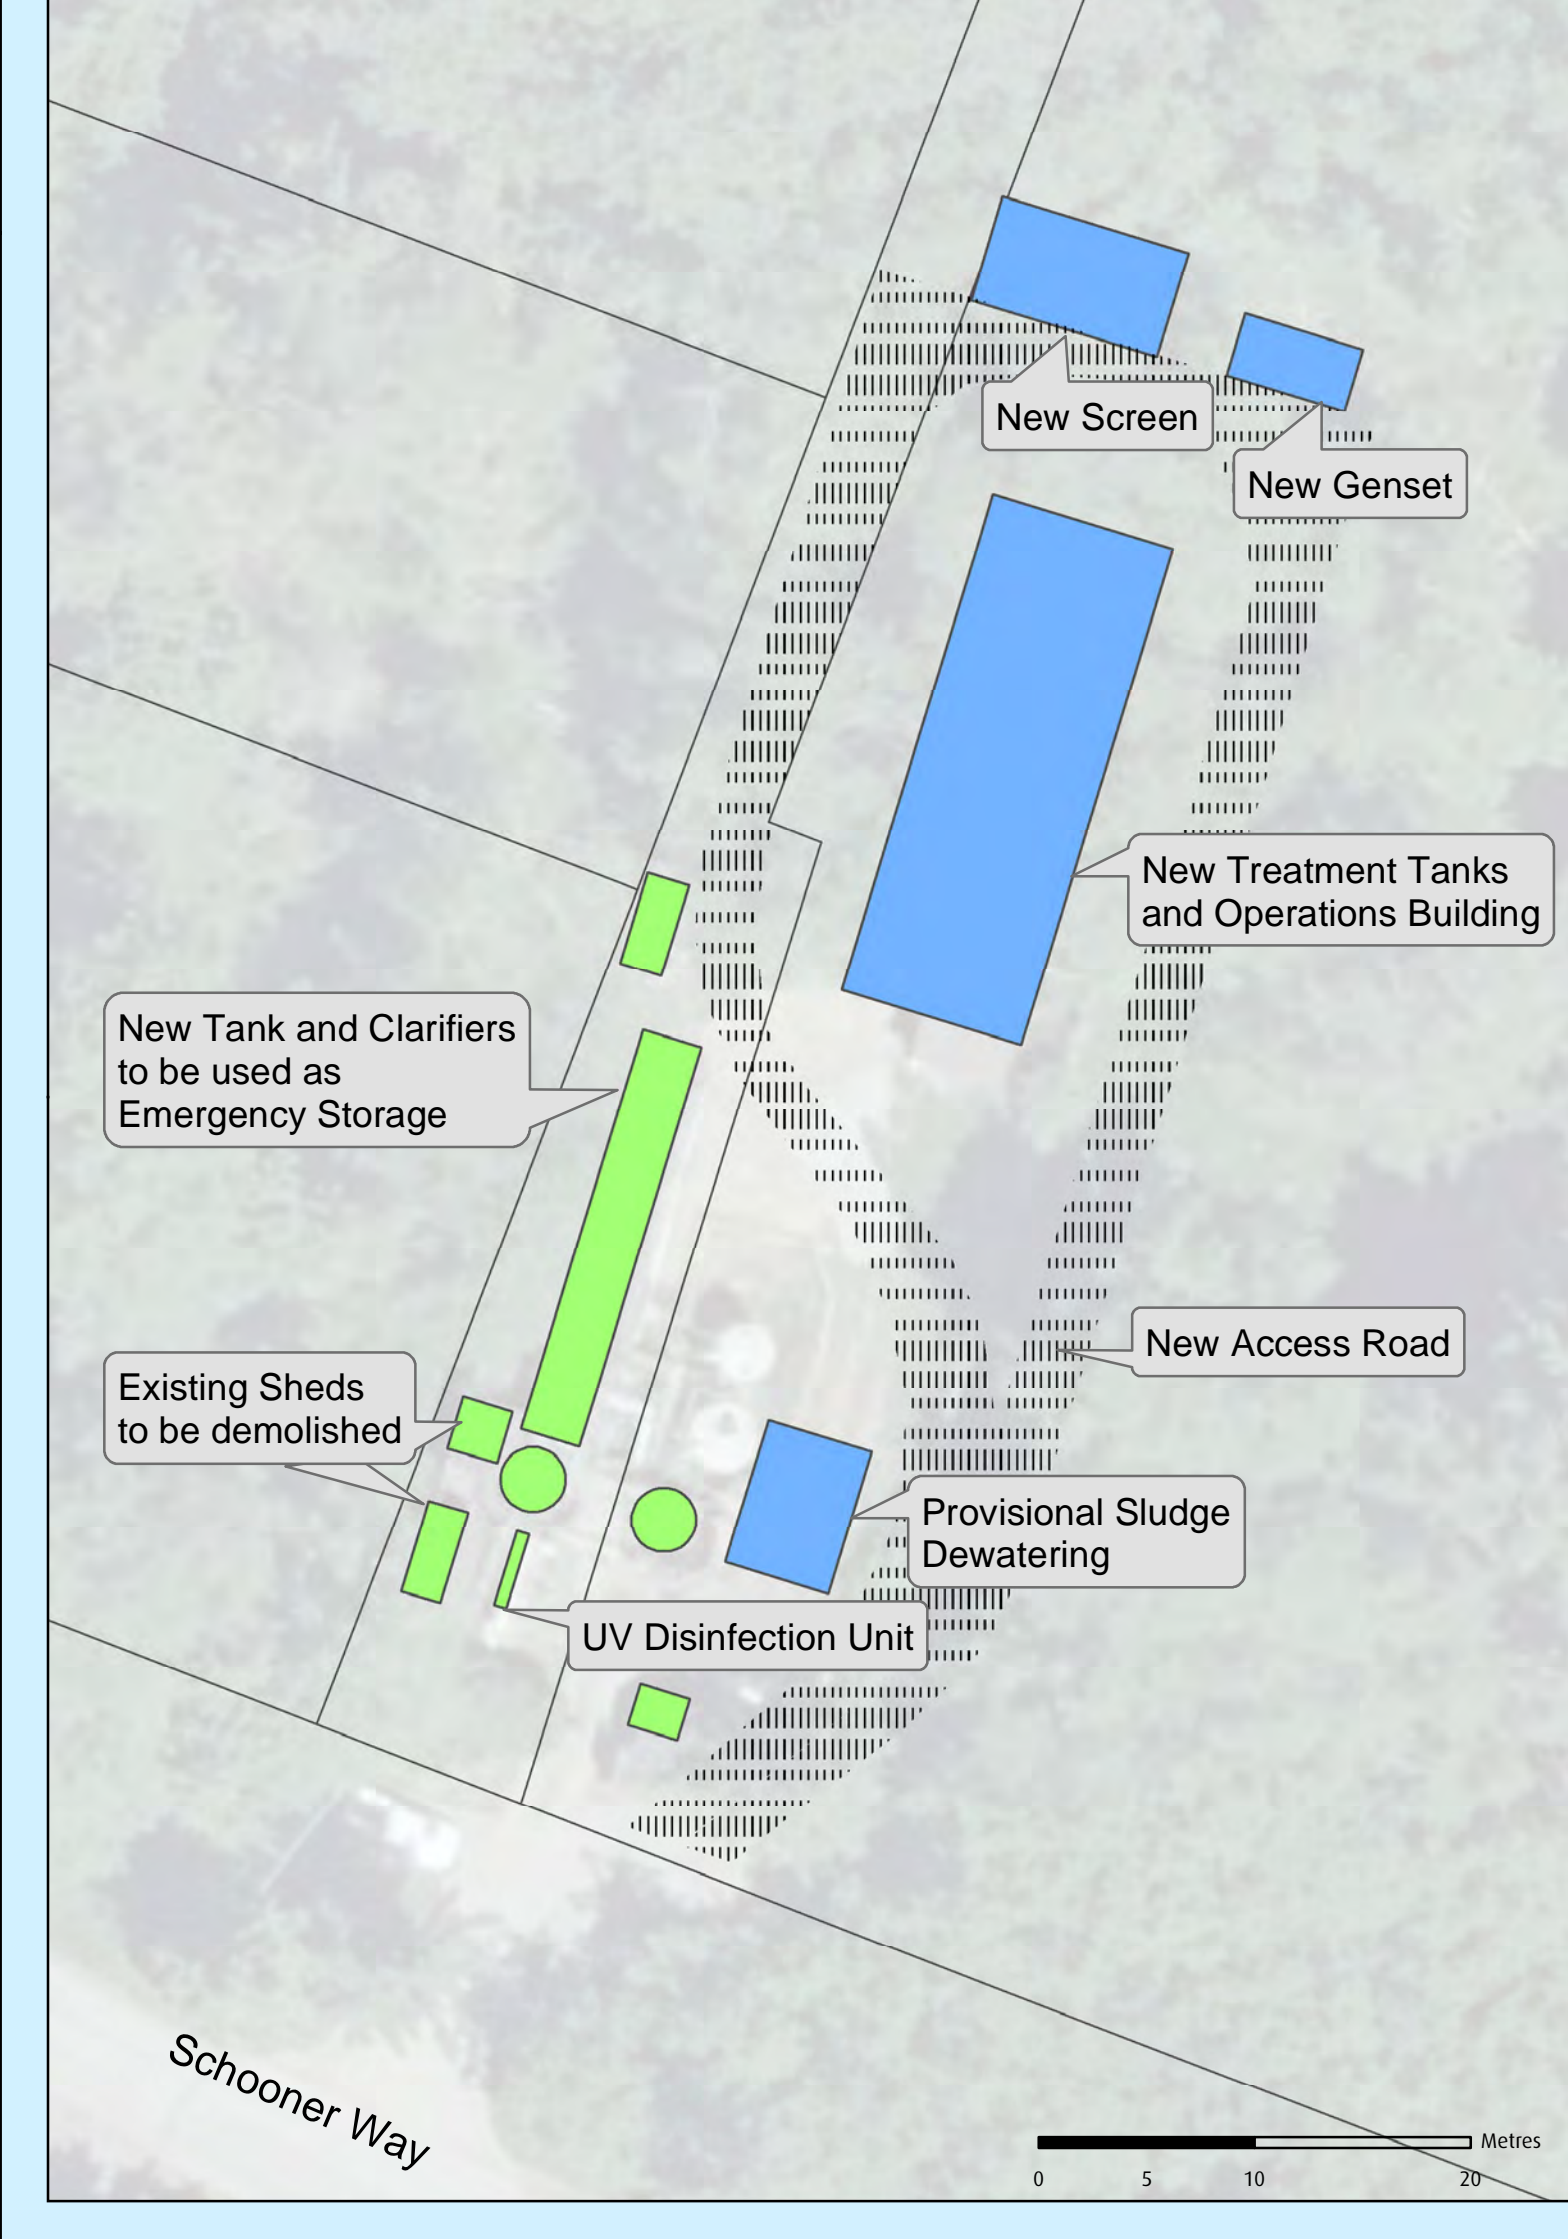 New Screen
New Genset
New Treatment Tanks
and Operations Building
New Tank and Clarifiers
to be used as
Emergency Storage
New Access Road
Existing Sheds
to be demolished
Provisional Sludge
Dewatering
UV Disinfection Unit
Schooner Way
Metres
0 5 10 20